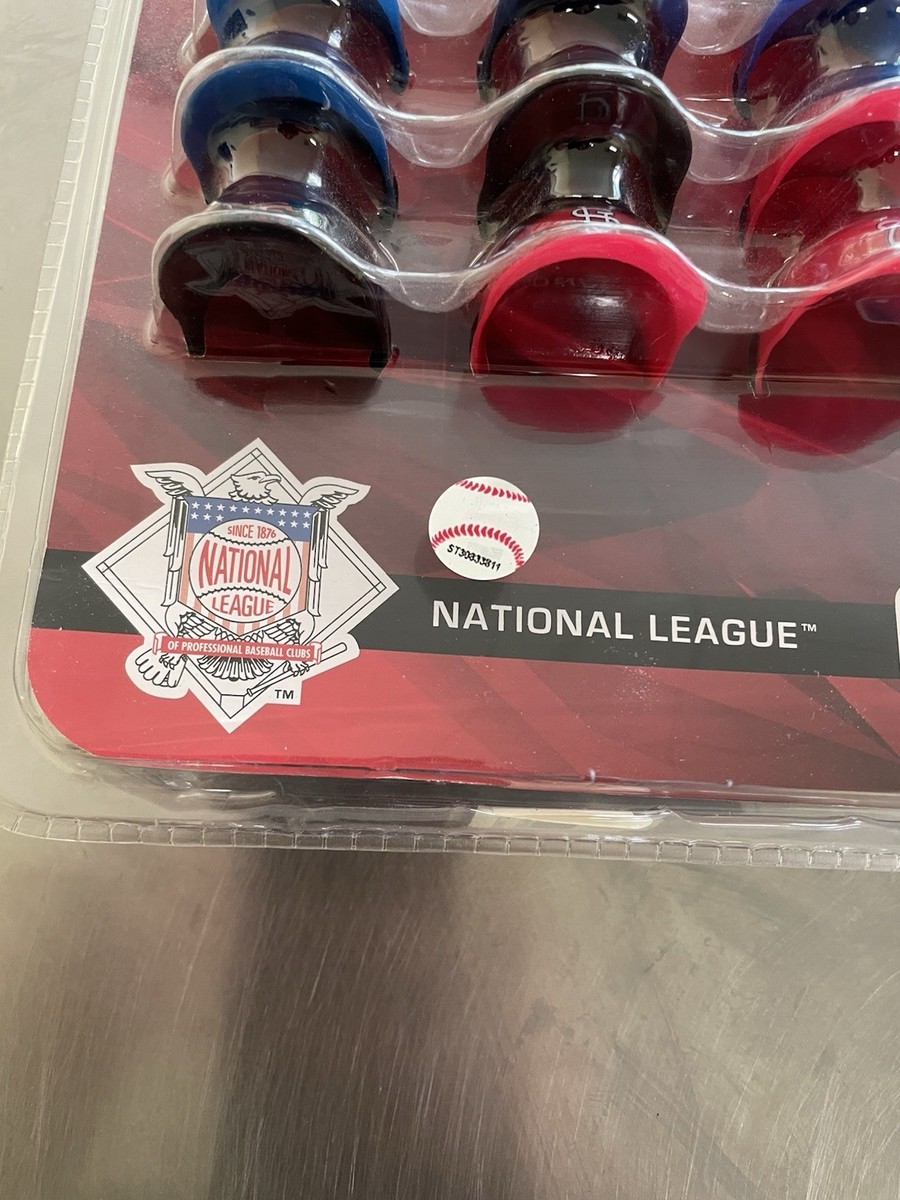 SINCE 1876
NATIONAL
LEAGUE
OF PROFESSIONAL BASEBALL CLUBS
TM
ST30833811
NATIONAL LEAGUE™